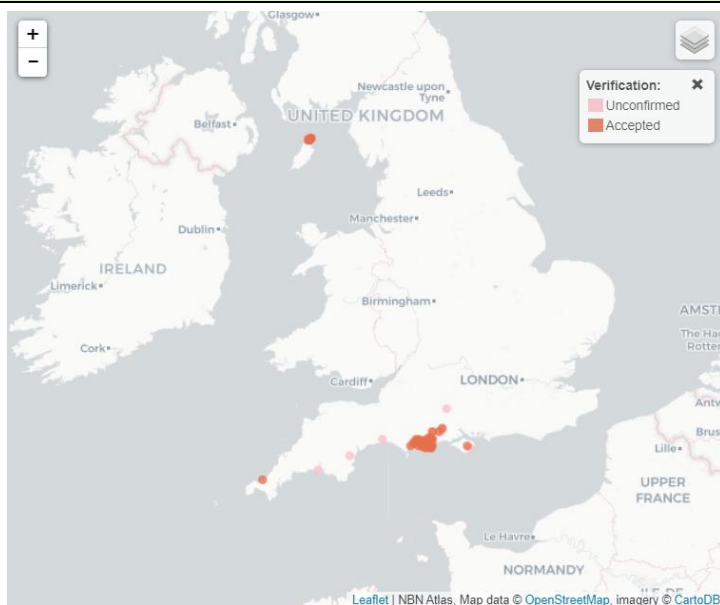 +
−
Glasgow
Newcastle upon
Tyne
UNITED KINGDOM
Belfast
Verification: ✖
Unconfirmed
Accepted
Leeds
Manchester
Dublin
IRELAND
Limerick
Birmingham
Cork
AMST
The Ha
Rotter
Cardiff
LONDON
Antw
Brus
Lille
UPPER
FRANCE
Le Havre
NORMANDY
Leaflet | NBN Atlas, Map data © OpenStreetMap, imagery © CartoDB